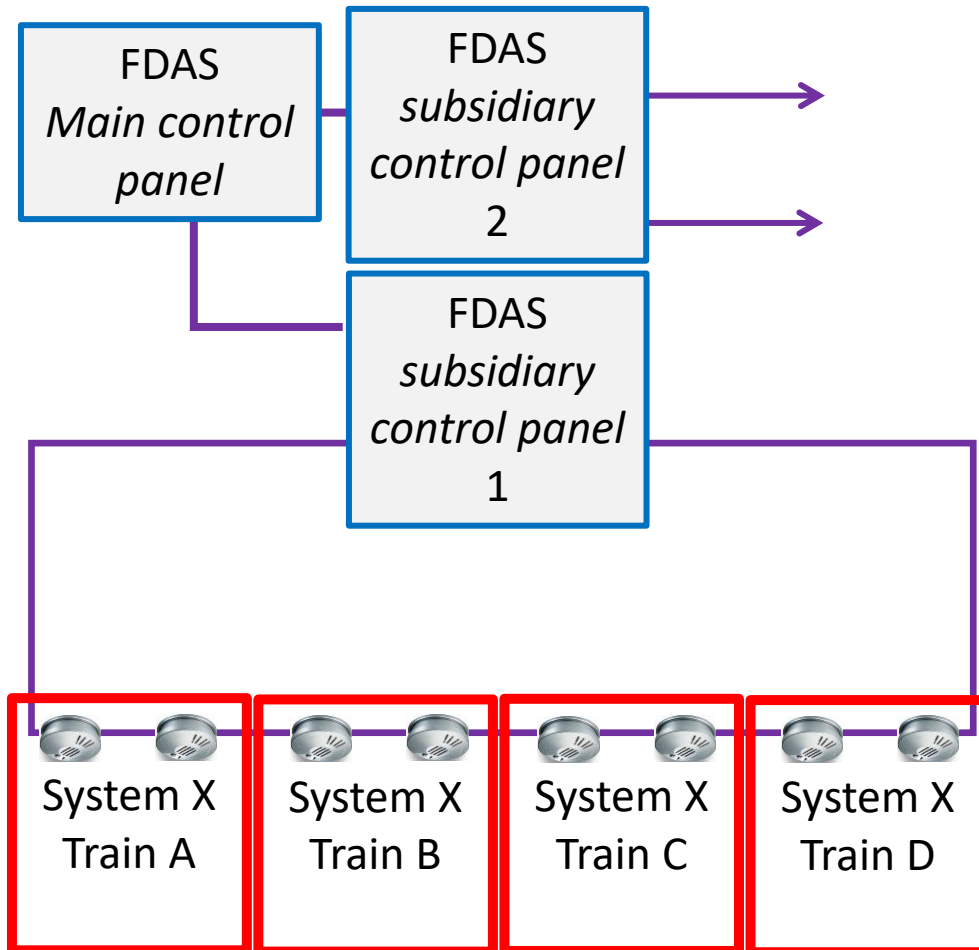 FDAS
Main control
panel
FDAS
subsidiary
control panel
2
FDAS
subsidiary
control panel
1
System X
Train A
System X
Train B
System X
Train C
System X
Train D